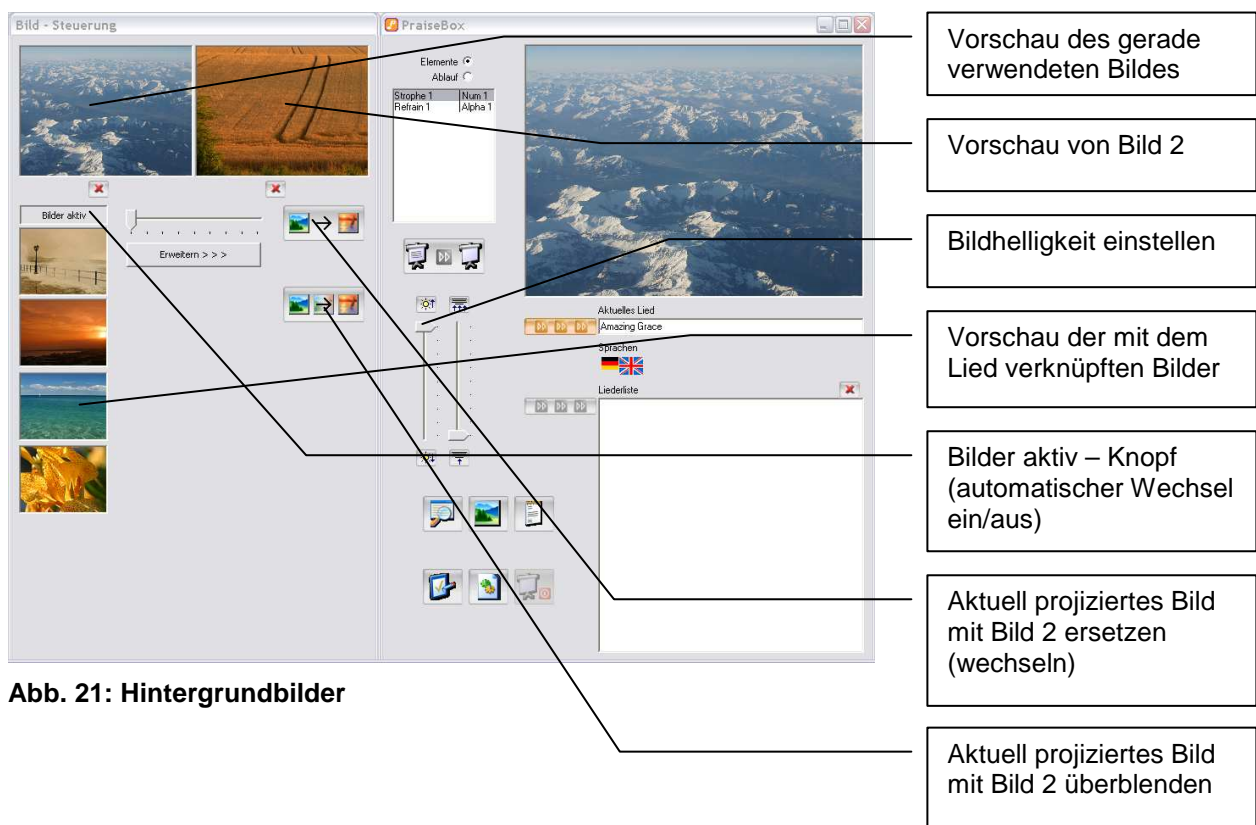 Bild - Steuerung
PraiseBox
Elemente
Ablauf
Strophe 1 Num 1
Refrain 1 Alpha 1
Bilder aktiv
Erweitern > > >
Aktuelles Lied
Amazing Grace
Sprachen
Liederliste
Vorschau des gerade
verwendeten Bildes
Vorschau von Bild 2
Bildhelligkeit einstellen
Vorschau der mit dem
Lied verknüpften Bilder
Bilder aktiv – Knopf
(automatischer Wechsel
ein/aus)
Aktuell projiziertes Bild
mit Bild 2 ersetzen
(wechseln)
Aktuell projiziertes Bild
mit Bild 2 überblenden
Abb. 21: Hintergrundbilder